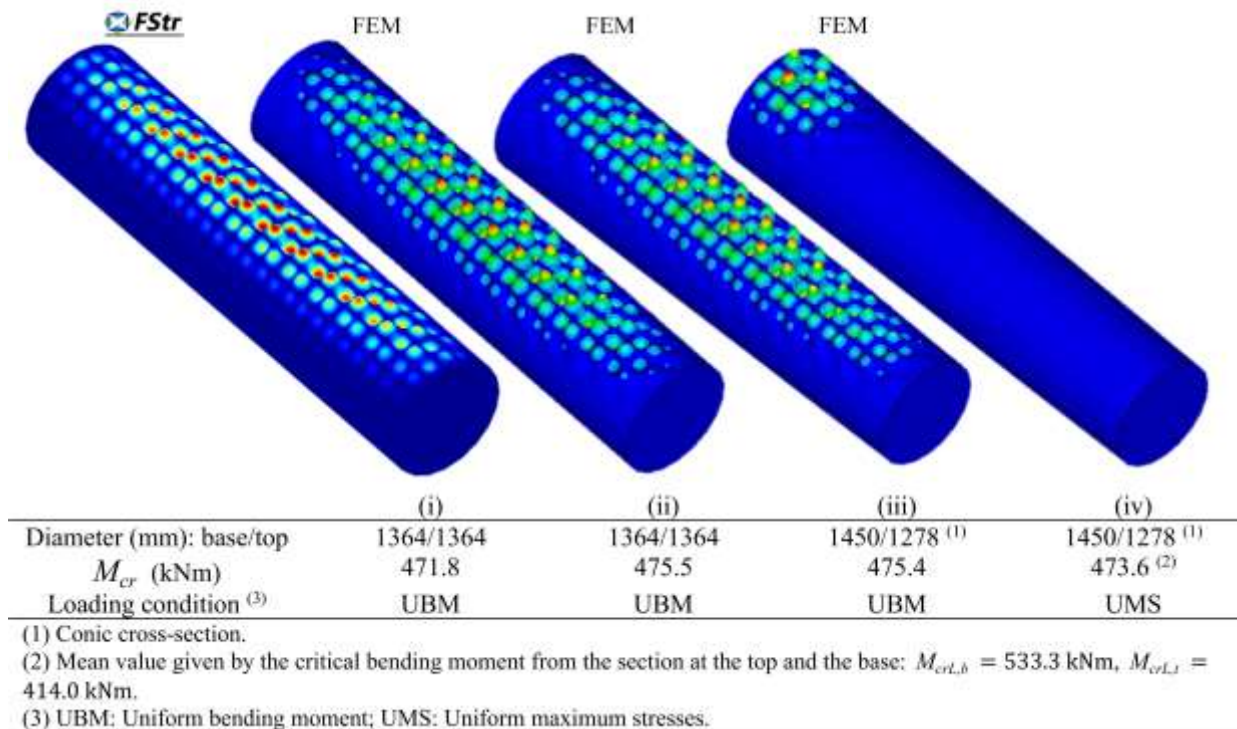 FStr FEM FEM FEM
(i) (ii) (iii) (iv)
Diameter (mm): base/top 1364/1364 1364/1364 1450/1278 (1) 1450/1278 (1)
Mcr (kNm) 471.8 475.5 475.4 473.6 (2)
Loading condition (3) UBM UBM UBM UMS
(1) Conic cross-section.
(2) Mean value given by the critical bending moment from the section at the top and the base: McrL,b = 533.3 kNm, McrL,t =
414.0 kNm.
(3) UBM: Uniform bending moment; UMS: Uniform maximum stresses.